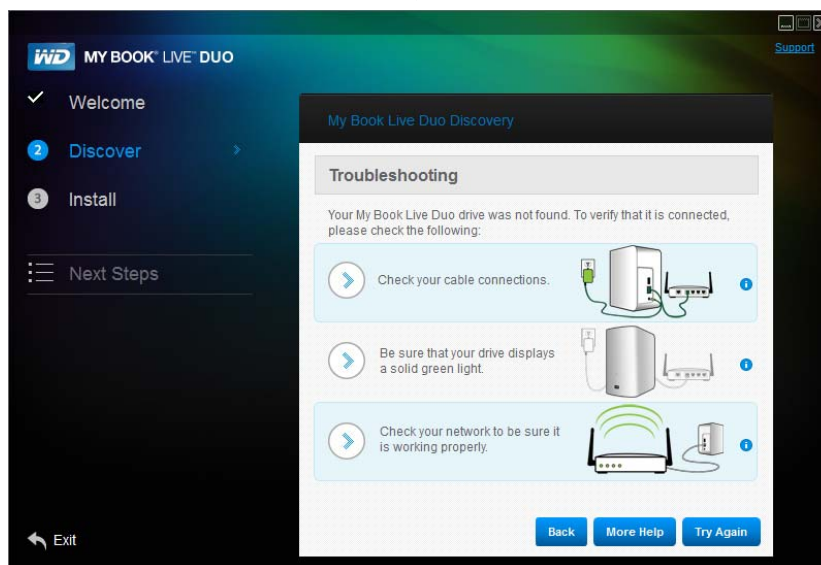 WD MY BOOK® LIVE™ DUO
Support
Welcome
2 Discover
3 Install
Next Steps
Exit
My Book Live Duo Discovery
Troubleshooting
Your My Book Live Duo drive was not found. To verify that it is connected,
please check the following:
Check your cable connections.
Be sure that your drive displays
a solid green light.
Check your network to be sure it
is working properly.
Back More Help Try Again